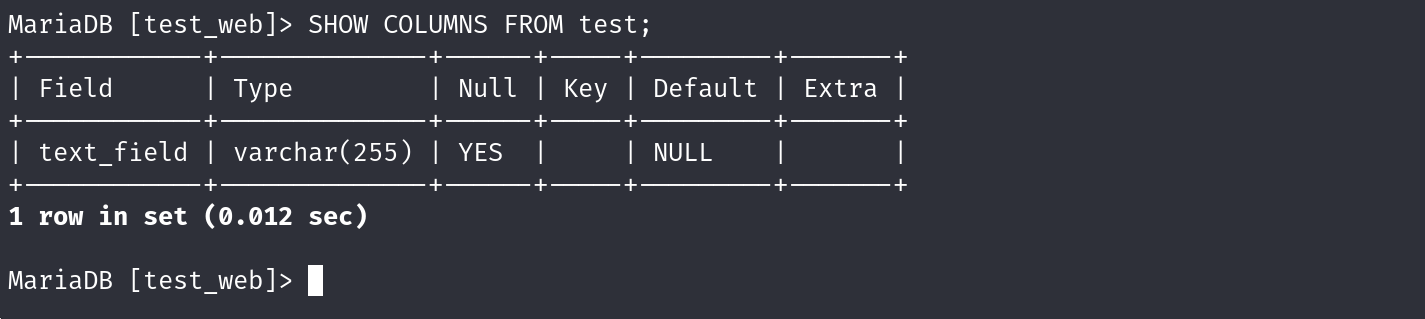 MariaDB [test_web]> SHOW COLUMNS FROM test;
+------------+--------------+------+-----+---------+-------+
| Field      | Type         | Null | Key | Default | Extra |
+------------+--------------+------+-----+---------+-------+
| text_field | varchar(255) | YES  |     | NULL    |       |
+------------+--------------+------+-----+---------+-------+
1 row in set (0.012 sec)
MariaDB [test_web]>